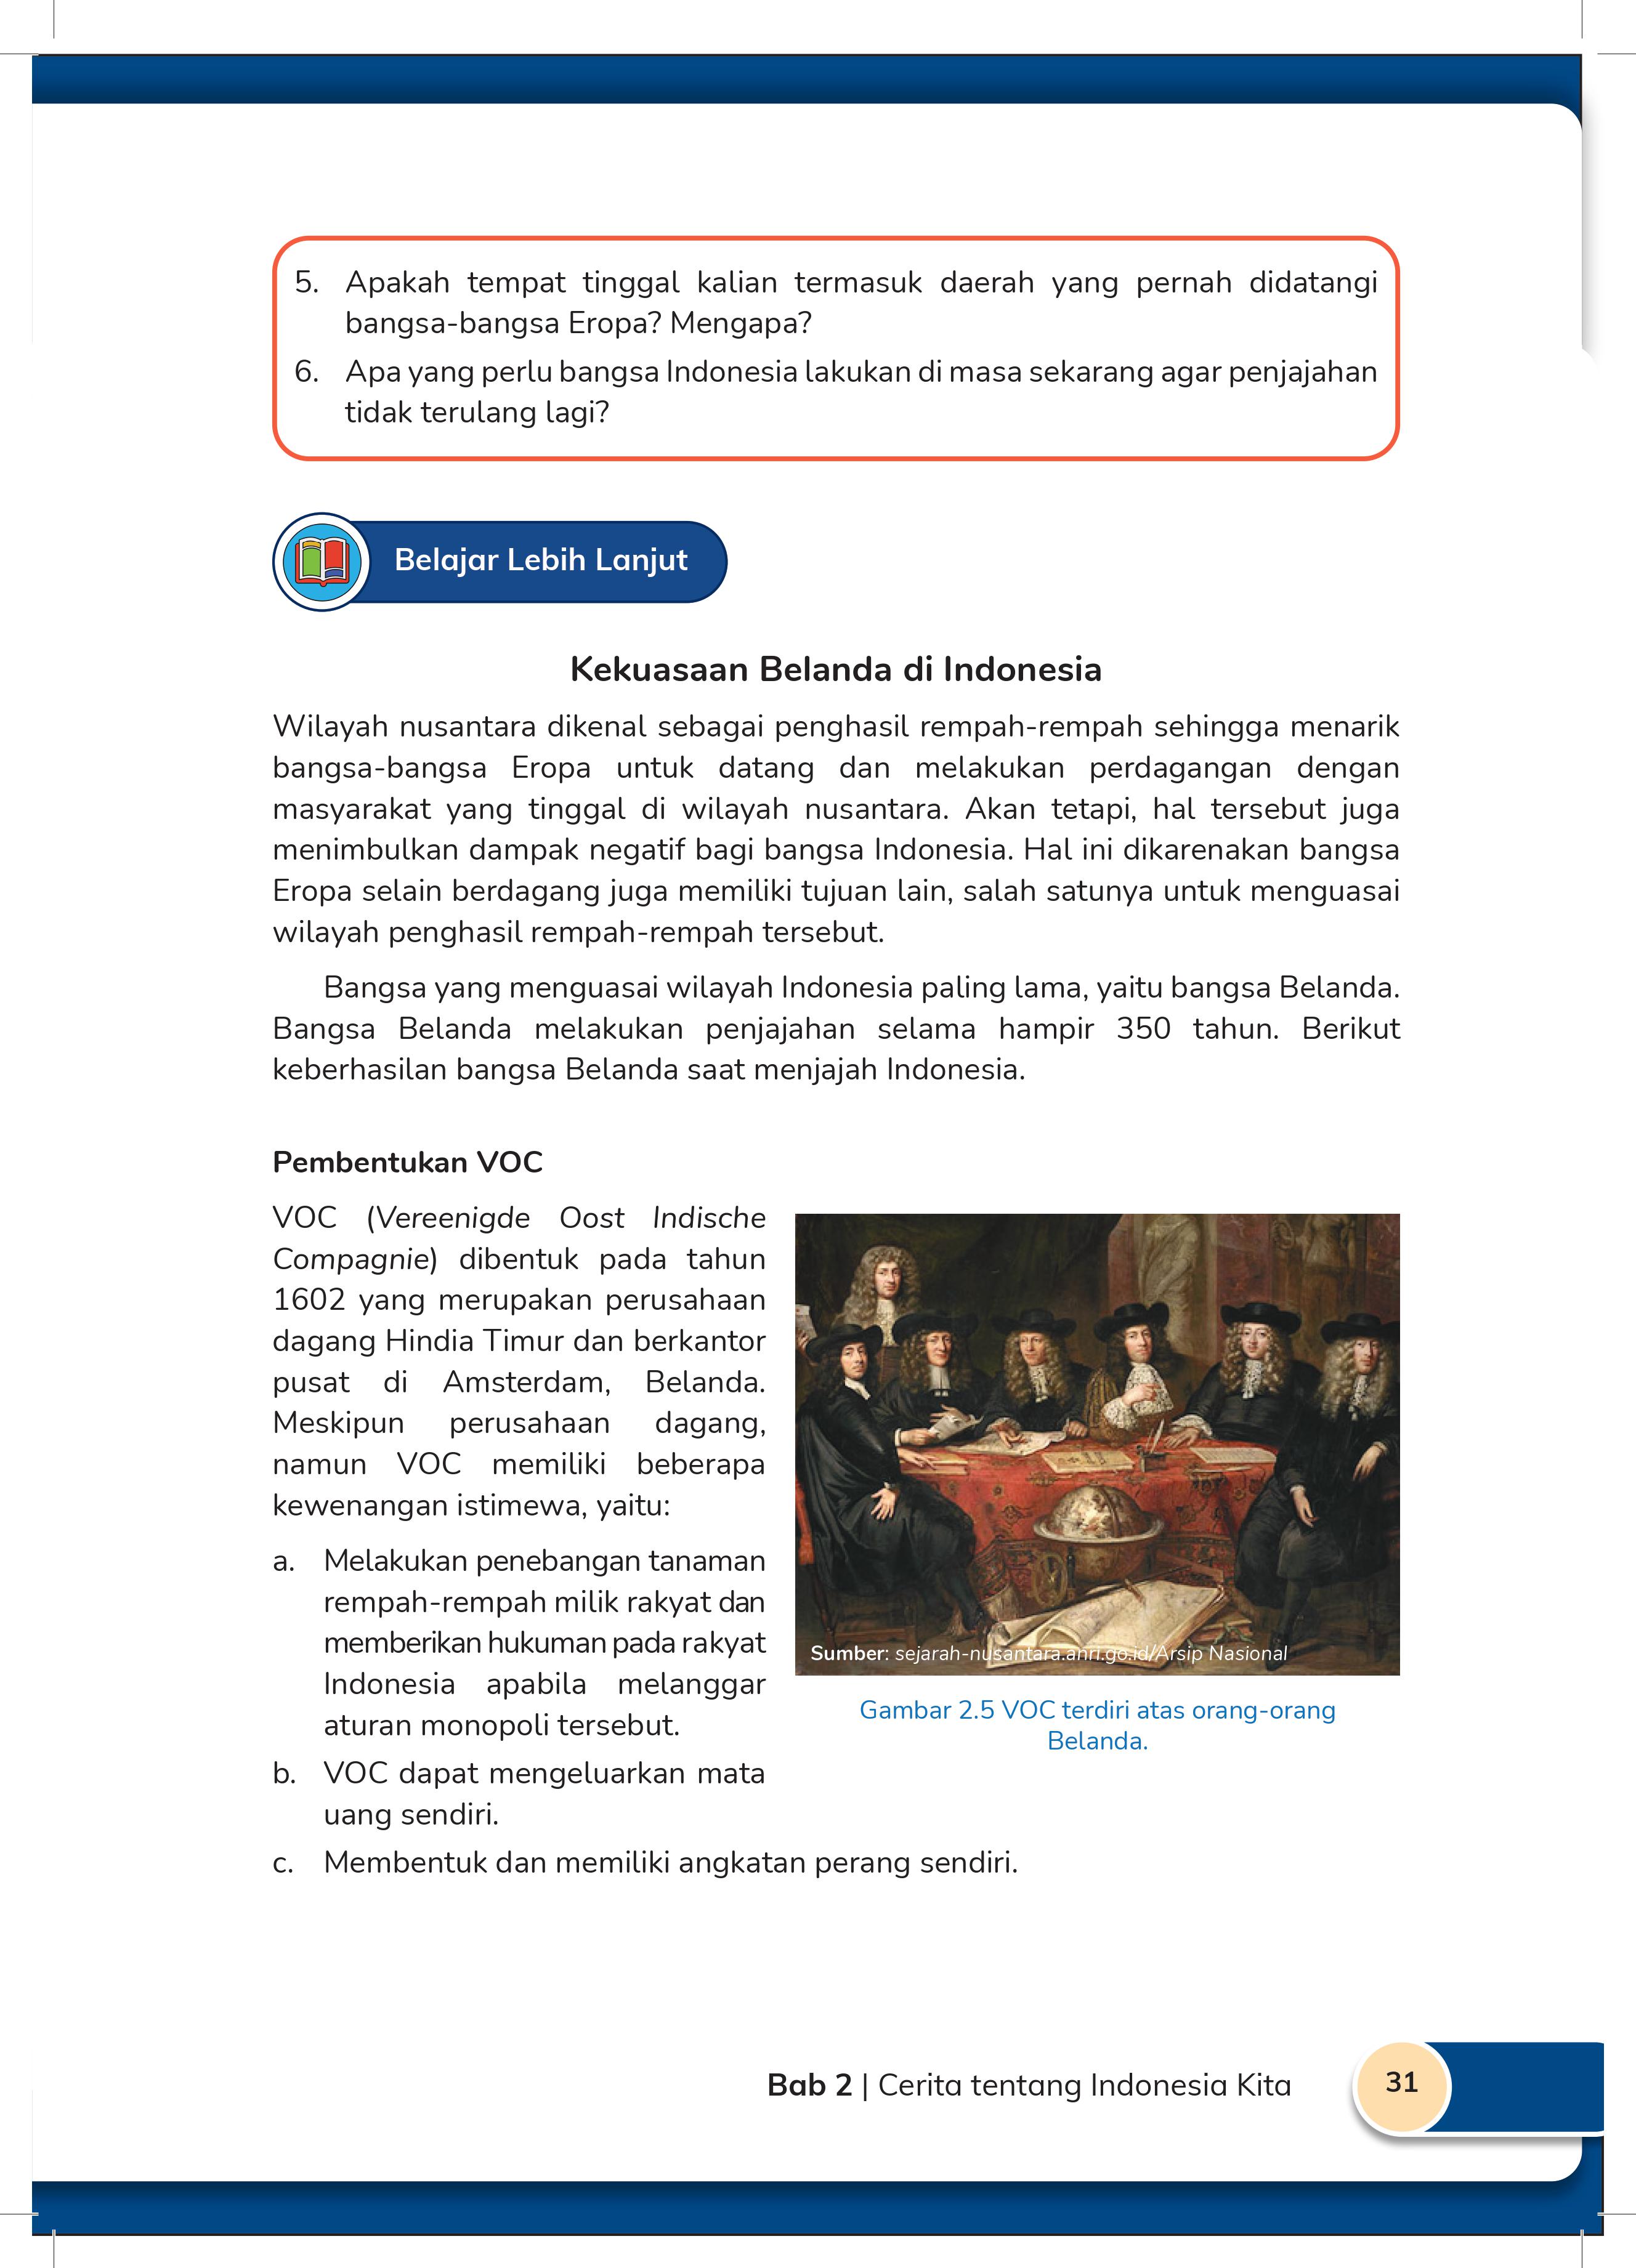 5. Apakah tempat tinggal kalian termasuk daerah yang pernah didatangi
bangsa-bangsa Eropa? Mengapa?
6. Apa yang perlu bangsa Indonesia lakukan di masa sekarang agar penjajahan
tidak terulang lagi?
Belajar Lebih Lanjut
Kekuasaan Belanda di Indonesia
Wilayah nusantara dikenal sebagai penghasil rempah-rempah sehingga menarik
bangsa-bangsa Eropa untuk datang dan melakukan perdagangan dengan
masyarakat yang tinggal di wilayah nusantara. Akan tetapi, hal tersebut juga
menimbulkan dampak negatif bagi bangsa Indonesia. Hal ini dikarenakan bangsa
Eropa selain berdagang juga memiliki tujuan lain, salah satunya untuk menguasai
wilayah penghasil rempah-rempah tersebut.
Bangsa yang menguasai wilayah Indonesia paling lama, yaitu bangsa Belanda.
Bangsa Belanda melakukan penjajahan selama hampir 350 tahun. Berikut
keberhasilan bangsa Belanda saat menjajah Indonesia.
Pembentukan VOC
VOC (Vereenigde Oost Indische
Compagnie) dibentuk pada tahun
1602 yang merupakan perusahaan
dagang Hindia Timur dan berkantor
pusat di Amsterdam, Belanda.
Meskipun perusahaan dagang,
namun VOC memiliki beberapa
kewenangan istimewa, yaitu:
a. Melakukan penebangan tanaman
rempah-rempah milik rakyat dan
memberikan hukuman pada rakyat
Indonesia apabila melanggar
aturan monopoli tersebut.
b. VOC dapat mengeluarkan mata
uang sendiri.
c. Membentuk dan memiliki angkatan perang sendiri.
Sumber: sejarah-nusantara.anri.go.id/Arsip Nasional
Gambar 2.5 VOC terdiri atas orang-orang
Belanda.
Bab 2 | Cerita tentang Indonesia Kita
31